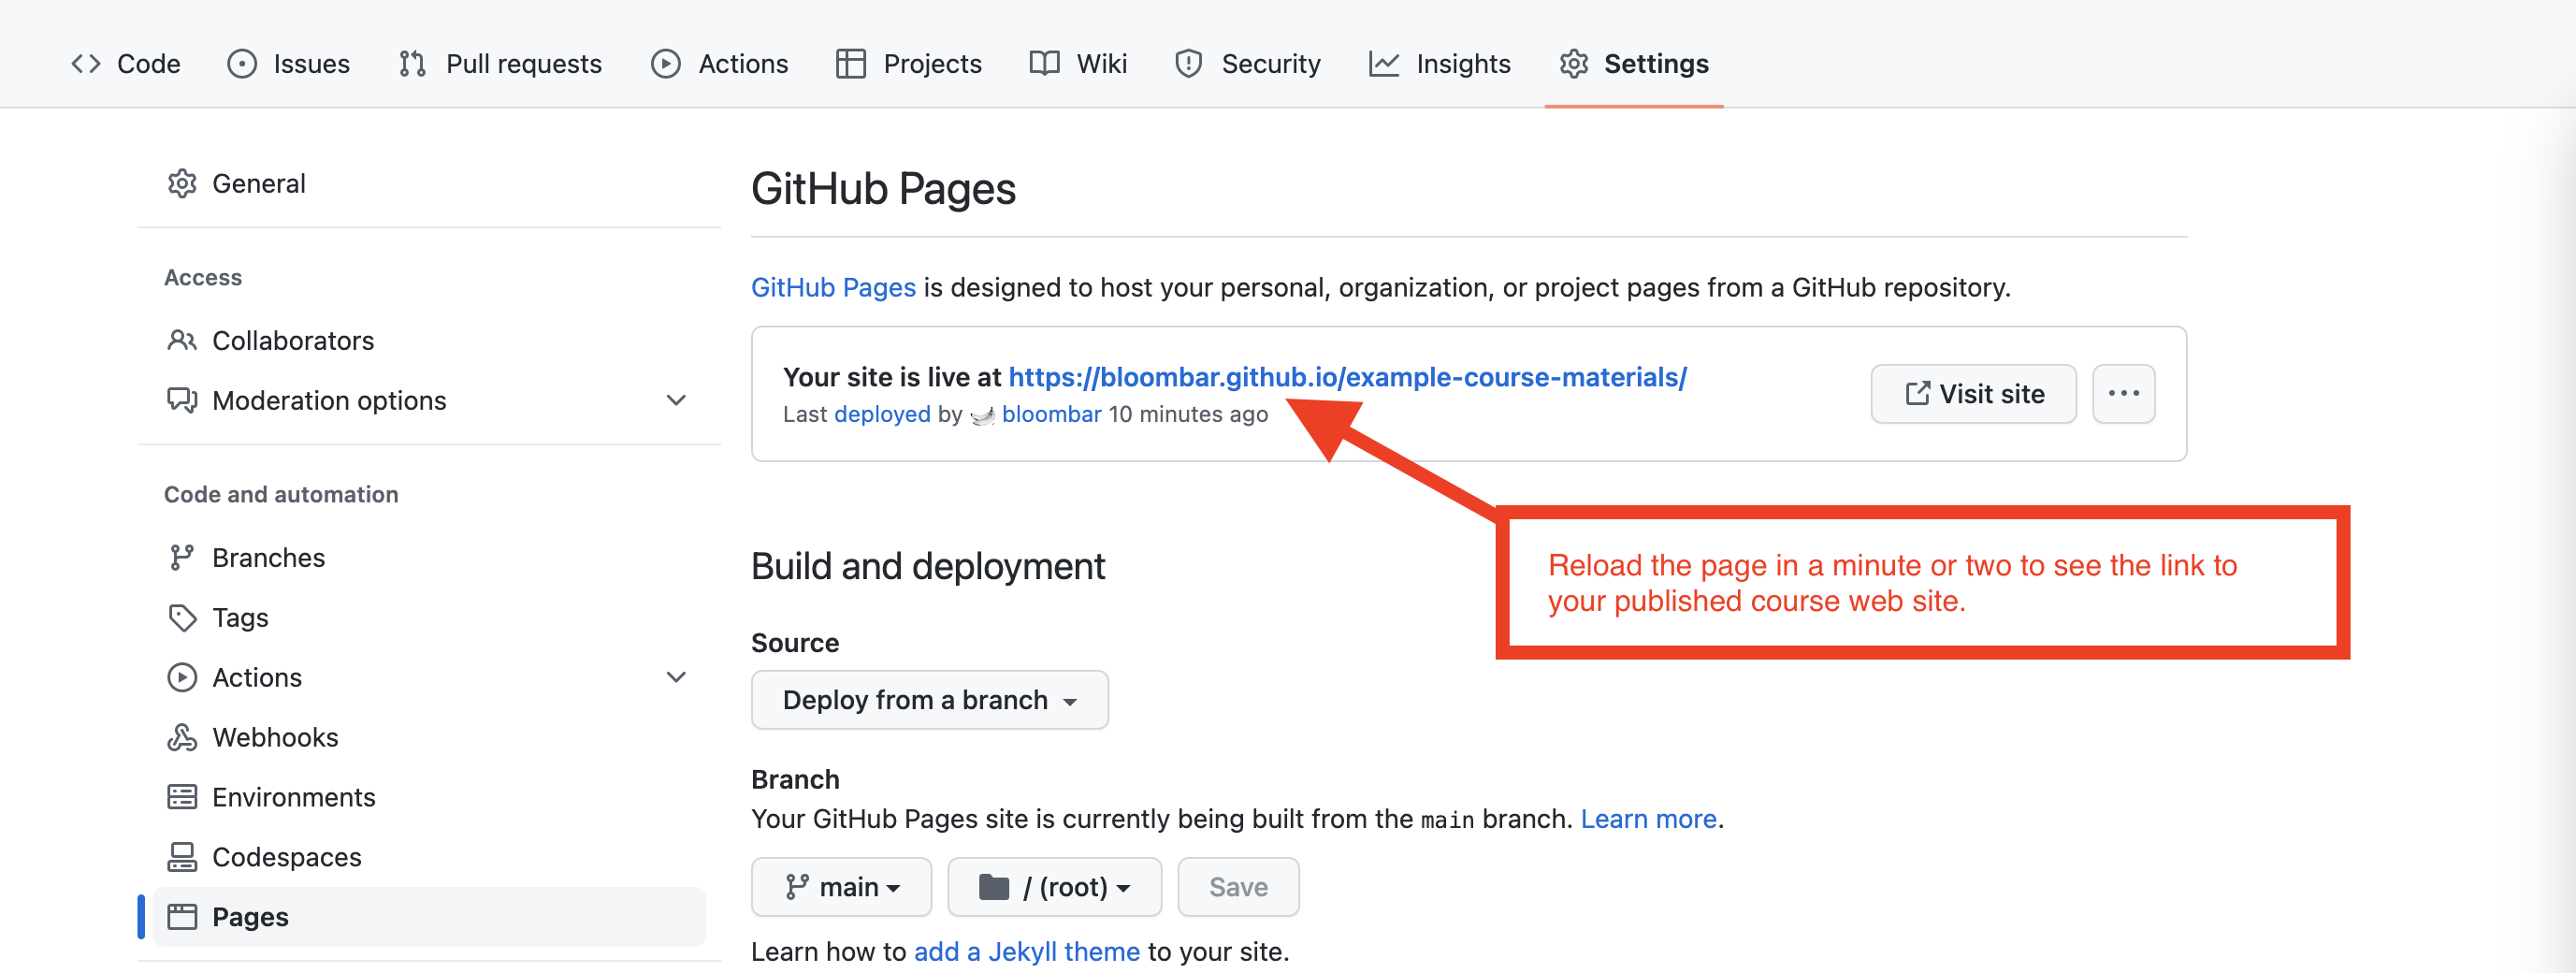 Code Issues Pull requests Actions Projects Wiki Security Insights Settings
General
Access
Collaborators
Moderation options
Code and automation
Branches
Tags
Actions
Webhooks
Environments
Codespaces
Pages
GitHub Pages
GitHub Pages is designed to host your personal, organization, or project pages from a GitHub repository.
Your site is live at https://bloombar.github.io/example-course-materials/
Last deployed by bloombar 10 minutes ago
Visit site
Reload the page in a minute or two to see the link to
your published course web site.
Build and deployment
Source
Deploy from a branch
Branch
Your GitHub Pages site is currently being built from the main branch. Learn more.
main / (root) Save
Learn how to add a Jekyll theme to your site.